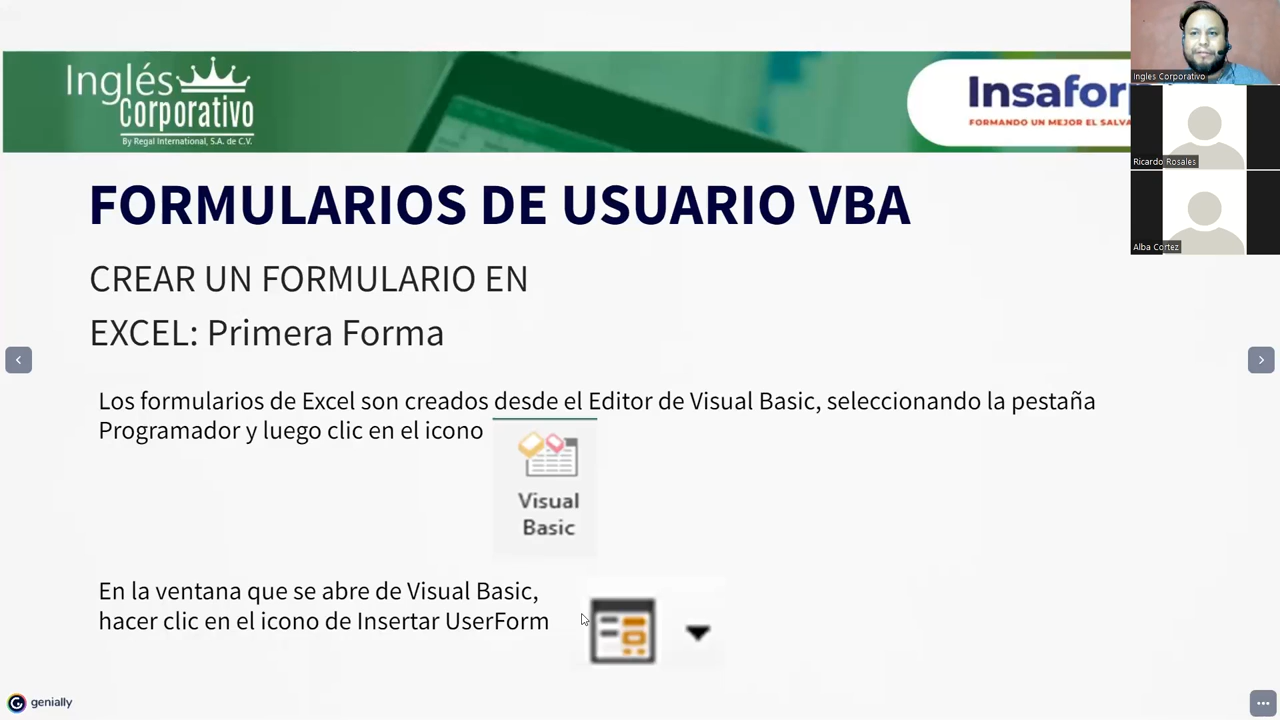 Inglés
Corporativo
By Regal International, S.A. de C.V.
Insafor
FORMANDO UN MEJOR EL SALVA
Ingles Corporativo
Ricardo Rosales
Alba Cortez
FORMULARIOS DE USUARIO VBA
CREAR UN FORMULARIO EN
EXCEL: Primera Forma
Los formularios de Excel son creados desde el Editor de Visual Basic, seleccionando la pestaña
Programador y luego clic en el icono
Visual
Basic
En la ventana que se abre de Visual Basic,
hacer clic en el icono de Insertar UserForm
genially